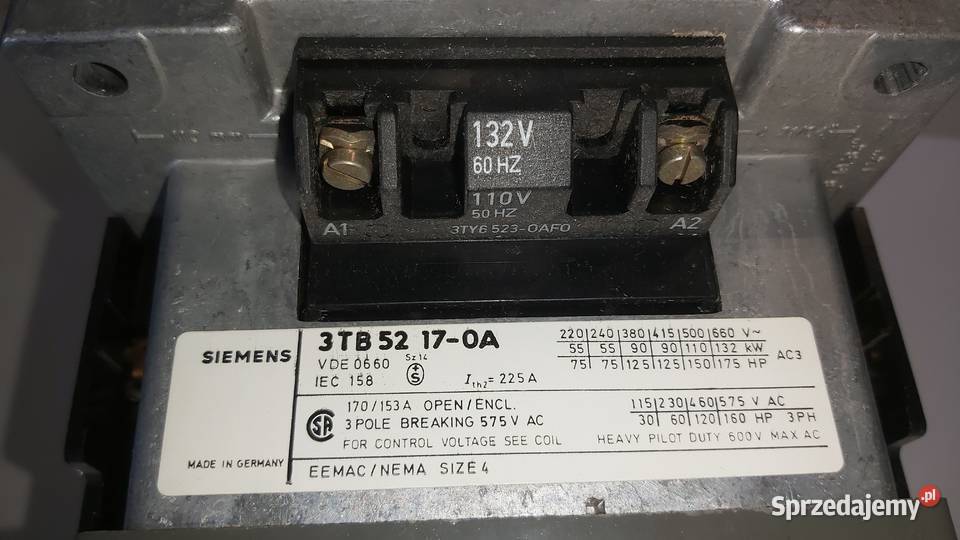 132V
60 HZ
110V
50 HZ
A1
3TY6 523-0AF0
A2
SIEMENS
MADE IN GERMANY
3TB52 17-0A
VDE 0660
Sz14
S
IEC 158
Ith2 = 225A
220|240|380|415|500|660 V~
55|55|90|90|110|132 kW
75|75|125|125|150|175 HP
AC3
SA
170/153A OPEN/ENCL.
3 POLE BREAKING 575V AC
FOR CONTROL VOLTAGE SEE COIL
115|230|460|575 V AC
30|60|120|160 HP 3PH
HEAVY PILOT DUTY 600V MAX AC
EEMAC/NEMA SIZE 4
Sprzedajemy.pl